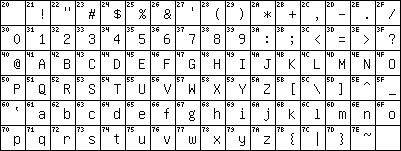 20 21 ! 22 " 23 # 24 $ 25 % 26 & 27 ' 28 ( 29 ) 2A * 2B + 2C , 2D - 2E . 2F /
30 0 31 1 32 2 33 3 34 4 35 5 36 6 37 7 38 8 39 9 3A : 3B ; 3C < 3D = 3E > 3F ?
40 @ 41 A 42 B 43 C 44 D 45 E 46 F 47 G 48 H 49 I 4A J 4B K 4C L 4D M 4E N 4F O
50 P 51 Q 52 R 53 S 54 T 55 U 56 V 57 W 58 X 59 Y 5A Z 5B [ 5C \ 5D ] 5E ^ 5F _
60 ` 61 a 62 b 63 c 64 d 65 e 66 f 67 g 68 h 69 i 6A j 6B k 6C l 6D m 6E n 6F o
70 p 71 q 72 r 73 s 74 t 75 u 76 v 77 w 78 x 79 y 7A z 7B { 7C | 7D } 7E ~